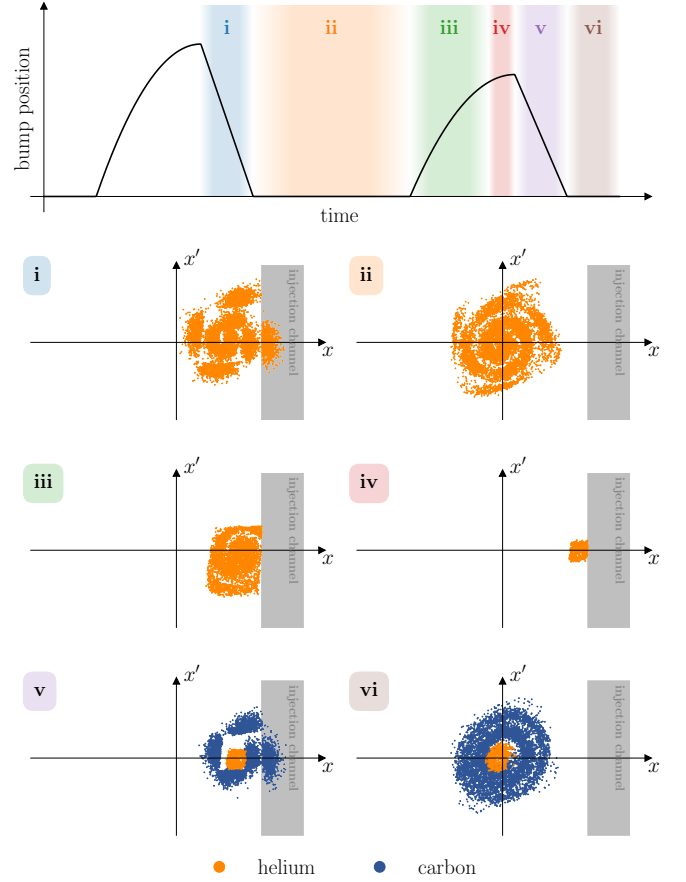 i
ii
iii
iv
v
vi
bump position
time
i
x′
injection channel
x
ii
x′
injection channel
x
iii
x′
injection channel
x
iv
x′
injection channel
x
v
x′
injection channel
x
vi
x′
injection channel
x
helium
carbon